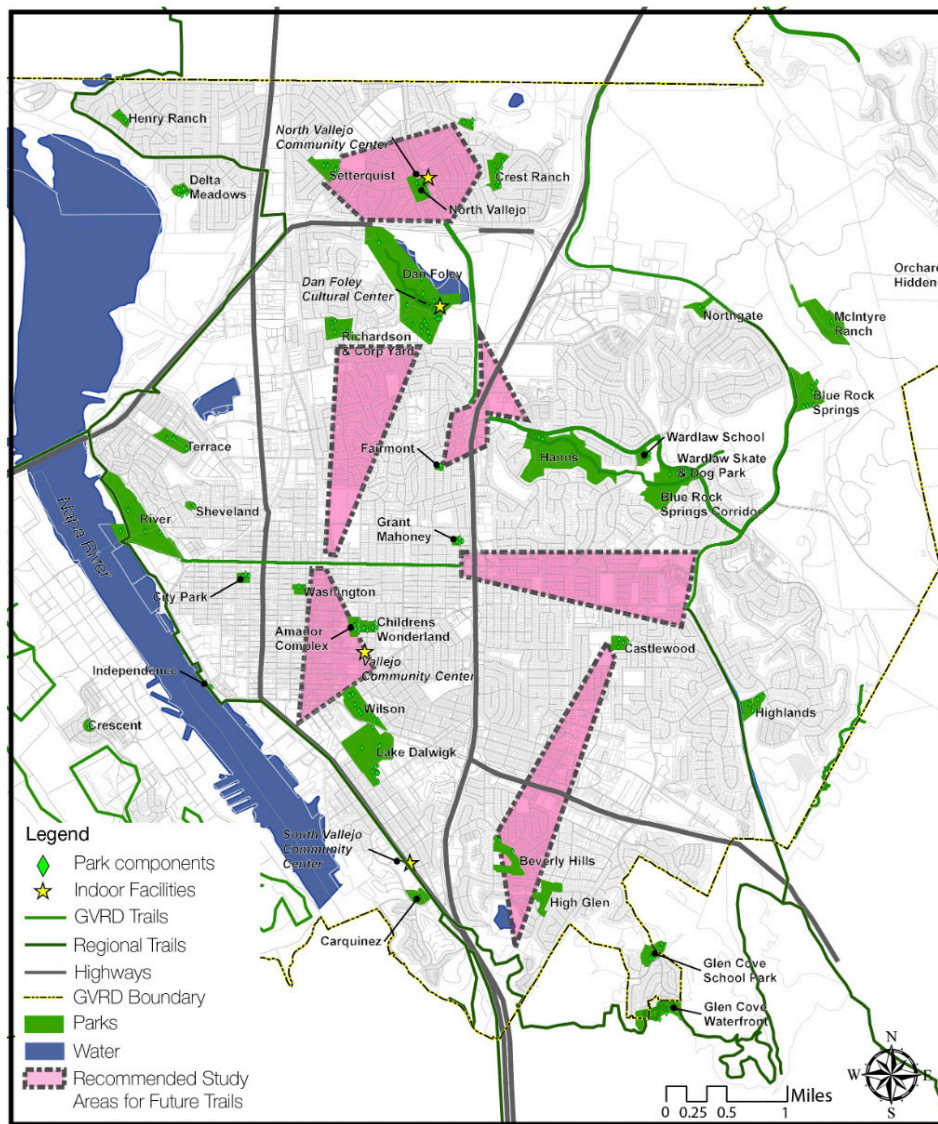 Henry Ranch
North Vallejo
Community Center
Setterquist
Crest Ranch
Delta
Meadows
North Vallejo
Dan Foley
Dan Foley
Cultural Center
Orchard
Hidden
Northgate
McIntyre
Ranch
Richardson
& Corp Yard
Blue Rock
Springs
Terrace
Fairmont
Hanns
Wardlaw School
Wardlaw Skate
& Dog Park
Blue Rock
Springs Corridor
Sheveland
River
Grant
Mahoney
Napa River
City Park
Washington
Amador
Complex
Childrens
Wonderland
Castlewood
Vallejo
Community Center
Independence
Wilson
Highlands
Crescent
Lake Dalwigk
South Vallejo
Community
Center
Beverly Hills
High Glen
Carquinez
Glen Cove
School Park
Glen Cove
Waterfront
Legend
Park components
Indoor Facilities
GVRD Trails
Regional Trails
Highways
GVRD Boundary
Parks
Water
Recommended Study
Areas for Future Trails
N
W E
S
Miles
0 0.25 0.5 1